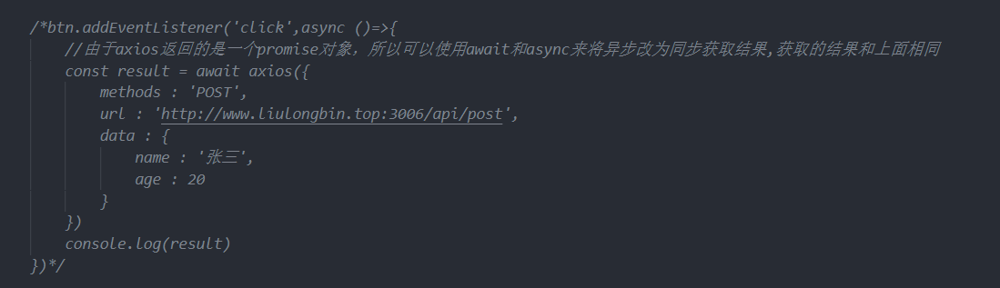 /*btn.addEventListener('click',async ()=>{
//由于axios返回的是一个promise对象，所以可以使用await和async来将异步改为同步获取结果,获取的结果和上面相同
const result = await axios({
methods : 'POST',
url : 'http://www.liulongbin.top:3006/api/post',
data : {
name : '张三',
age : 20
}
})
console.log(result)
})*/